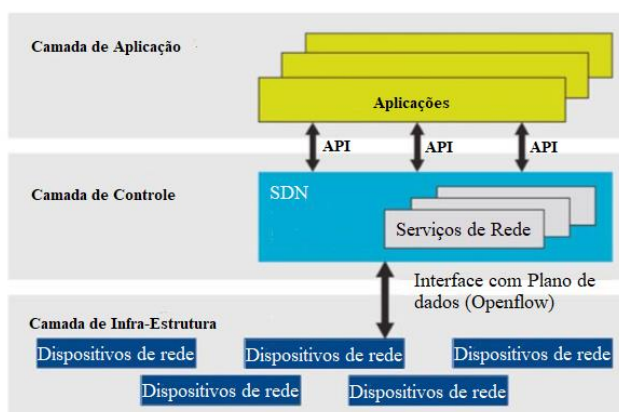 Camada de Aplicação
Aplicações
API
API
API
Camada de Controle
SDN
Serviços de Rede
Interface com Plano de
dados (Openflow)
Camada de Infra-Estrutura
Dispositivos de rede
Dispositivos de rede
Dispositivos de rede
Dispositivos de rede
Dispositivos de rede